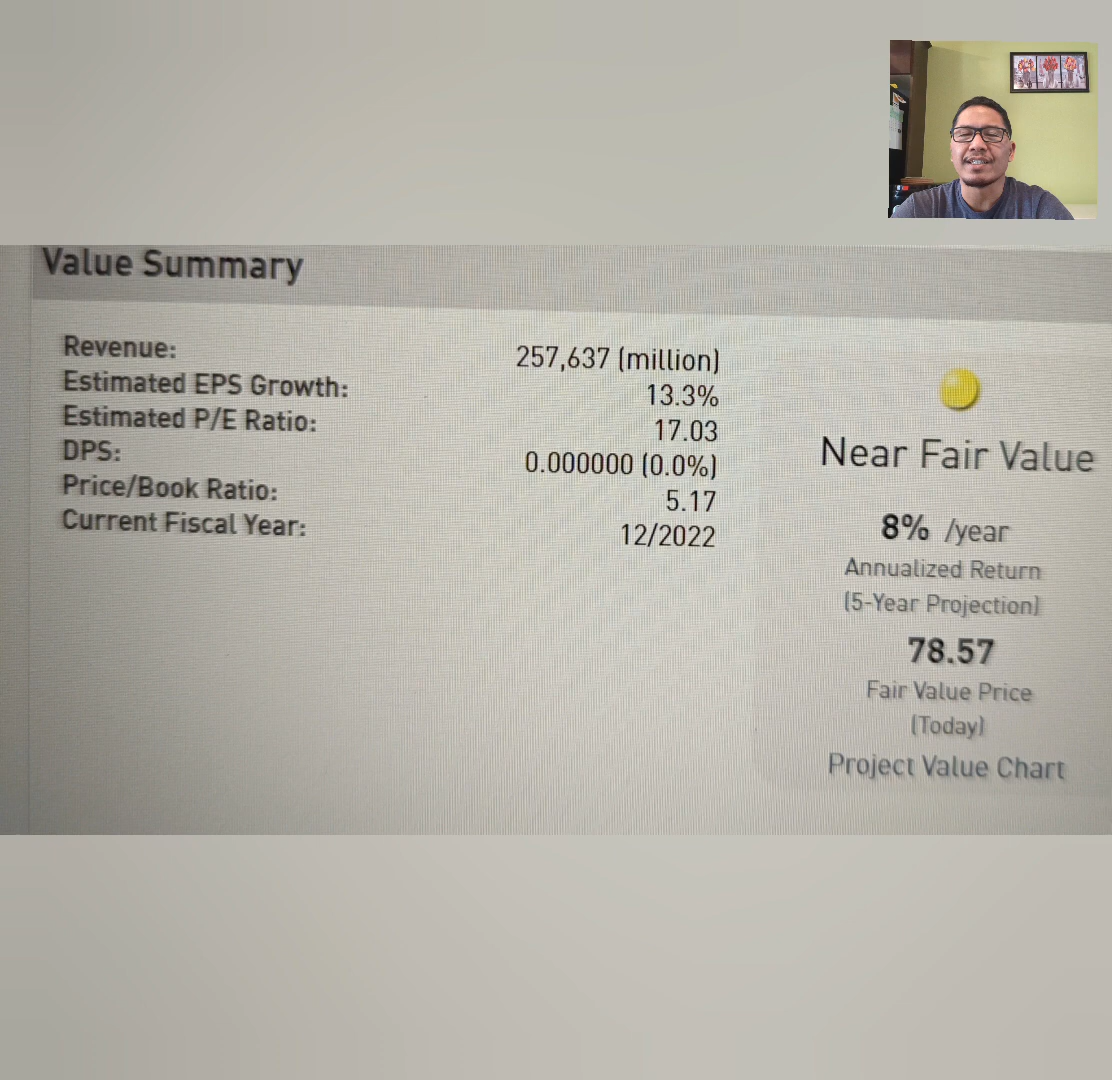 Value Summary
Revenue: 257,637 (million)
Estimated EPS Growth: 13.3%
Estimated P/E Ratio: 17.03
DPS: 0.000000 (0.0%)
Price/Book Ratio: 5.17
Current Fiscal Year: 12/2022
Near Fair Value
8% /year
Annualized Return
(5-Year Projection)
78.57
Fair Value Price
(Today)
Project Value Chart